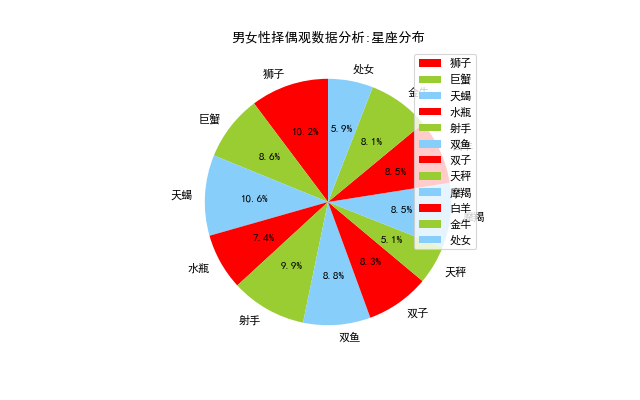 男女性择偶观数据分析:星座分布
狮子
10.2%
巨蟹
8.6%
天蝎
10.6%
水瓶
7.4%
射手
9.9%
双鱼
8.8%
双子
8.3%
天秤
5.1%
8.5%
8.5%
8.1%
处女
5.9%
狮子
巨蟹
天蝎
水瓶
射手
双鱼
双子
天秤
摩羯
白羊
金牛
处女